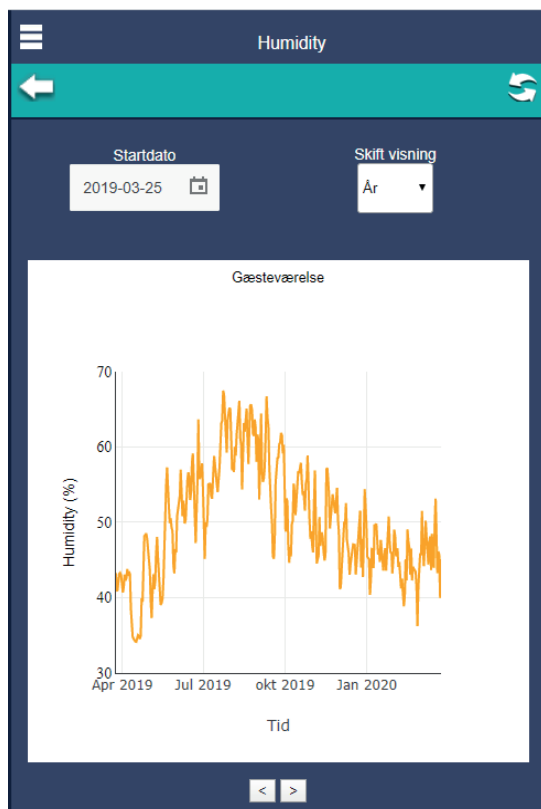 Humidity
Startdato
Skift visning
2019-03-25
År
Gæsteværelse
70
60
50
40
30
Humidity (%)
Apr 2019 Jul 2019 okt 2019 Jan 2020
Tid
< >